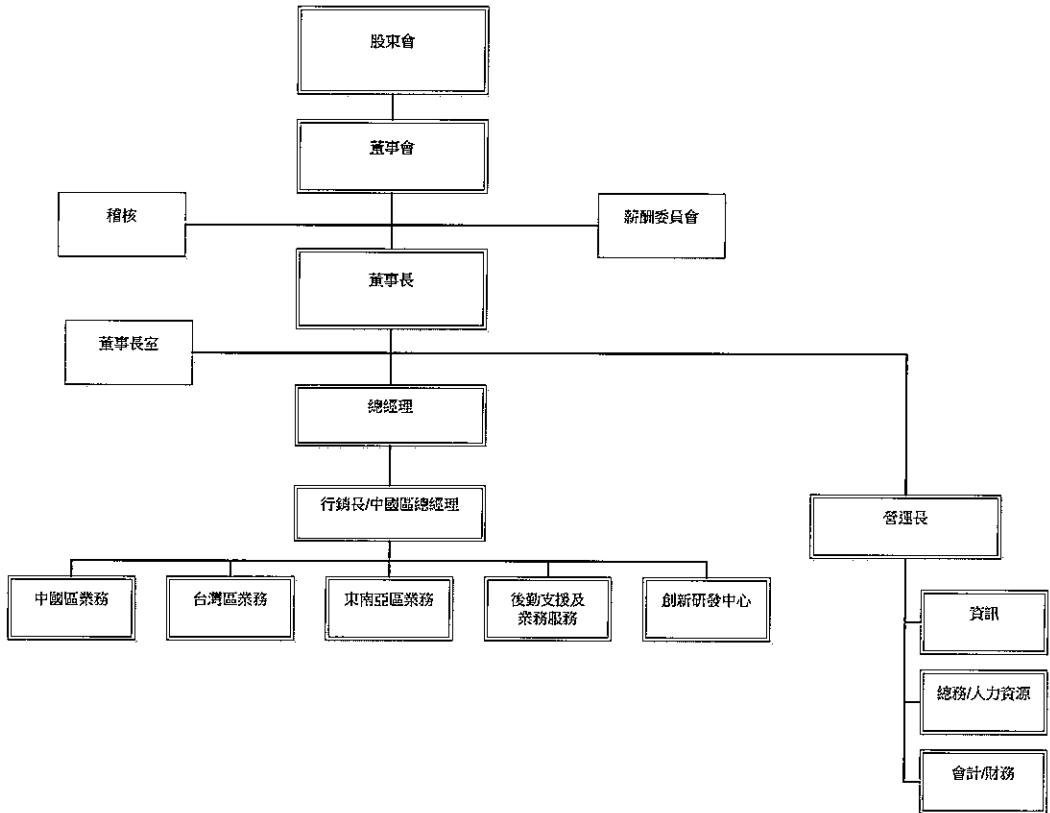 股東會
董事會
稽核
薪酬委員會
董事長
董事長室
總經理
行銷長/中國區總經理
營運長
中國區業務
台灣區業務
東南亞區業務
後勤支援及
業務服務
創新研發中心
資訊
總務/人力資源
會計/財務